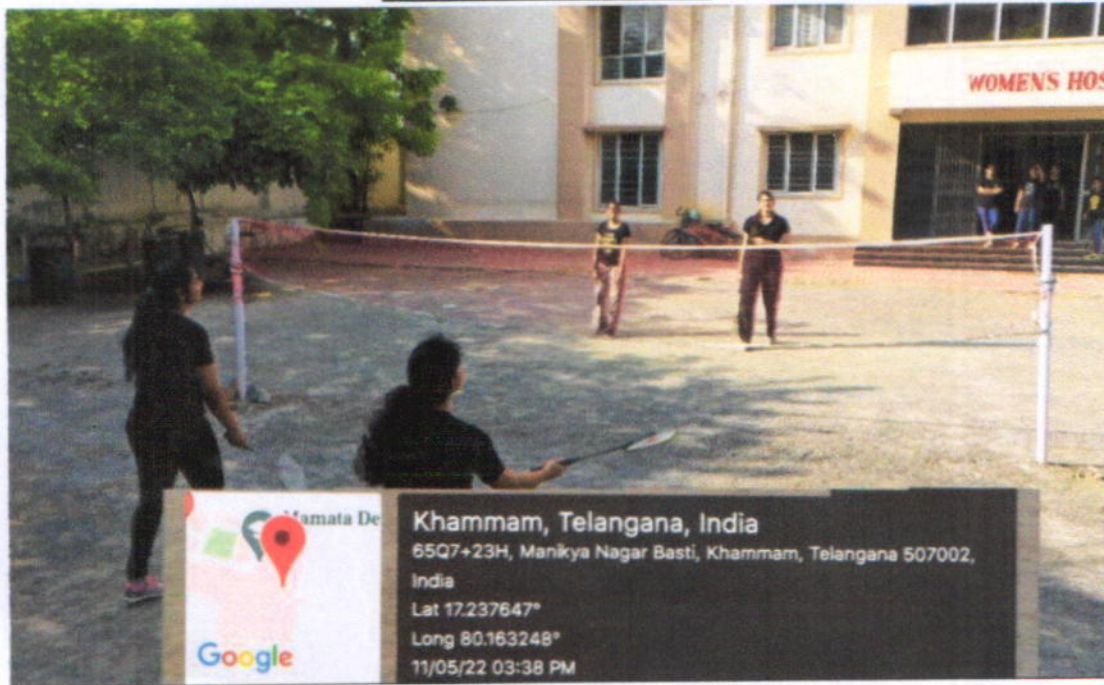 WOMENS HOS
Mamata De
Google
Khammam, Telangana, India
65Q7+23H, Manikya Nagar Basti, Khammam, Telangana 507002,
India
Lat 17.237647°
Long 80.163248°
11/05/22 03:38 PM